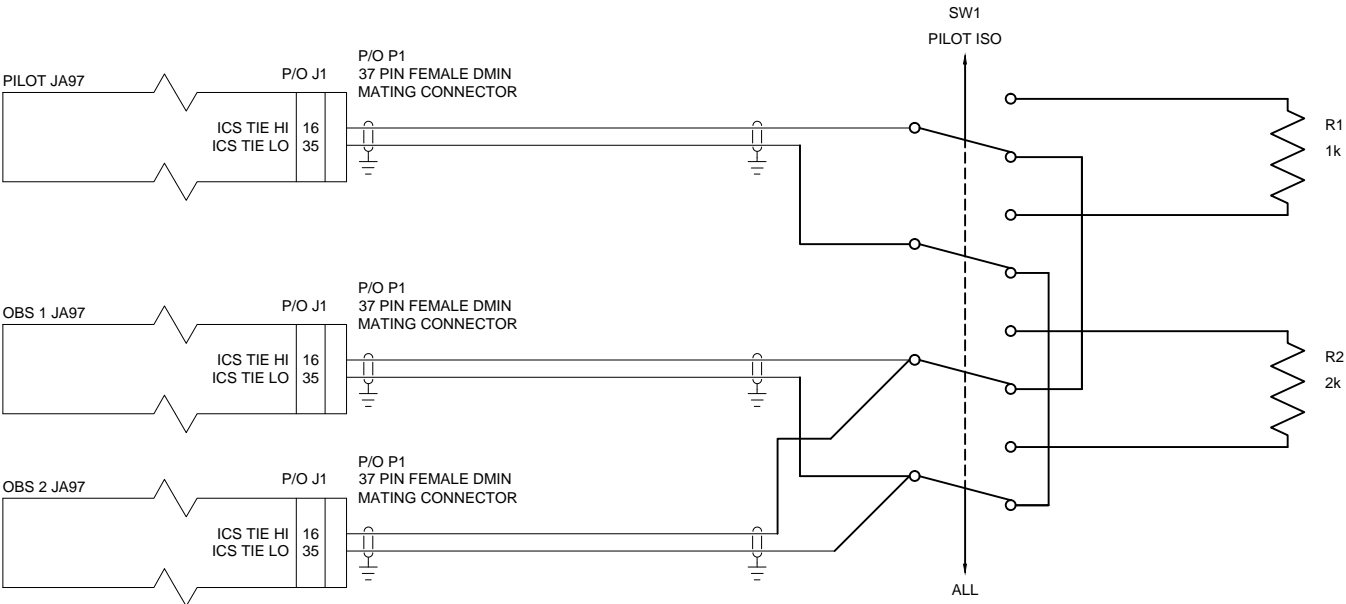 SW1
PILOT ISO
PILOT JA97
P/O J1
P/O P1
37 PIN FEMALE DMIN
MATING CONNECTOR
ICS TIE HI 16
ICS TIE LO 35
R1
1k
OBS 1 JA97
P/O J1
P/O P1
37 PIN FEMALE DMIN
MATING CONNECTOR
ICS TIE HI 16
ICS TIE LO 35
R2
2k
OBS 2 JA97
P/O J1
P/O P1
37 PIN FEMALE DMIN
MATING CONNECTOR
ICS TIE HI 16
ICS TIE LO 35
ALL